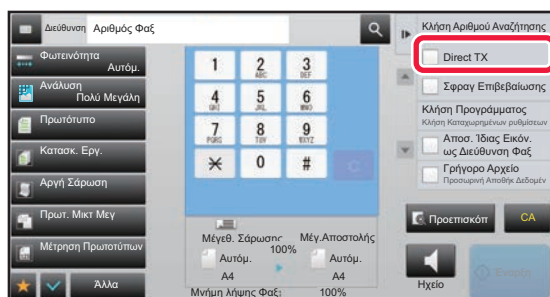 Διεύθυνση Αριθμός Φαξ
Φωτεινότητα
Αυτόμ.
Ανάλυση
Πολύ Μεγάλη
Πρωτότυπο
Κατασκ. Εργ.
Αργή Σάρωση
Πρωτ. Μικτ Μεγ
Μέτρηση Πρωτοτύπων
Άλλα
1 2 3
ABC DEF
4 5 6
GHI JKL MNO
7 8 9
PQRS TUV WXYZ
0 #
C
Μέγεθ. Σάρωσης Μέγ.Αποστολής
100%
Αυτόμ. Αυτόμ.
A4 A4
Μνήμη λήψης Φαξ: 100%
Κλήση Αριθμού Αναζήτησης
Direct TX
Σφραγ Επιβεβαίωσης
Κλήση Προγράμματος
Κλήση Καταχωρημένων ρυθμίσεων
Αποσ. Ίδιας Εικόν.
ως Διεύθυνση Φαξ
Γρήγορο Αρχείο
Προσωρινή Αποθήκ Δεδομέν
Προεπισκόπ CA
Ηχείο
Έναρξη